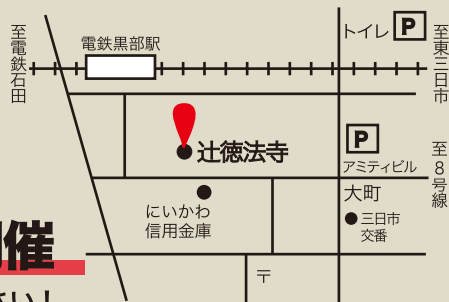 至電鉄石田
電鉄黒部駅
トイレ P
至東三日市
辻徳法寺
P
アミティビル
至8号線
にいかわ
信用金庫
大町
三日市
交番
〒
催